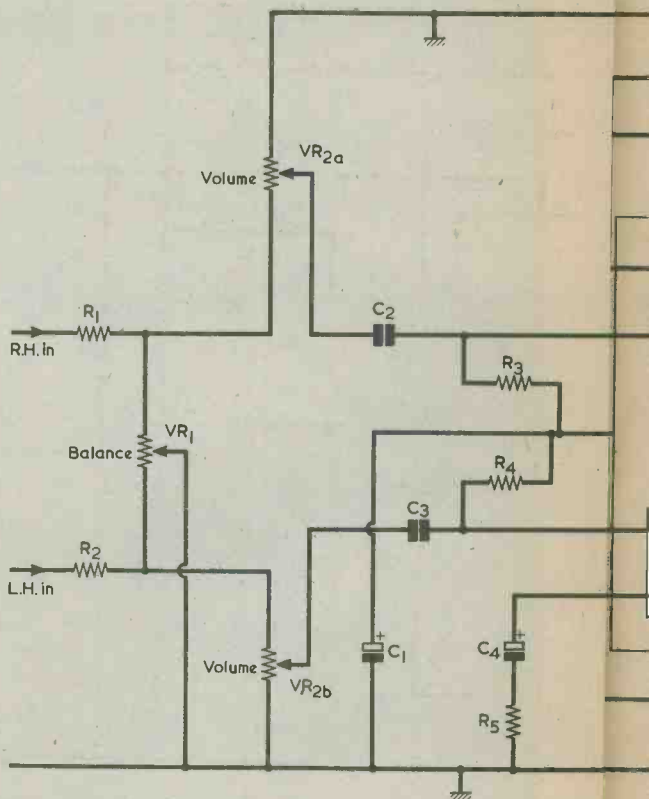 VR2a
Volume
R1
C2
R.H. in
R3
VR1
Balance
R4
C3
R2
L.H. in
+
C1
+
C4
Volume
VR2b
R5